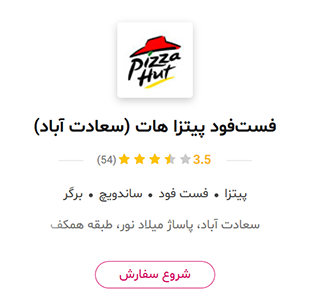 Pizza
Hut
فست‌فود پیتزا هات (سعادت آباد)
3.5 (54)
پیتزا • فست فود • ساندویچ • برگر
سعادت آباد، پاساژ میلاد نور، طبقه همکف
شروع سفارش